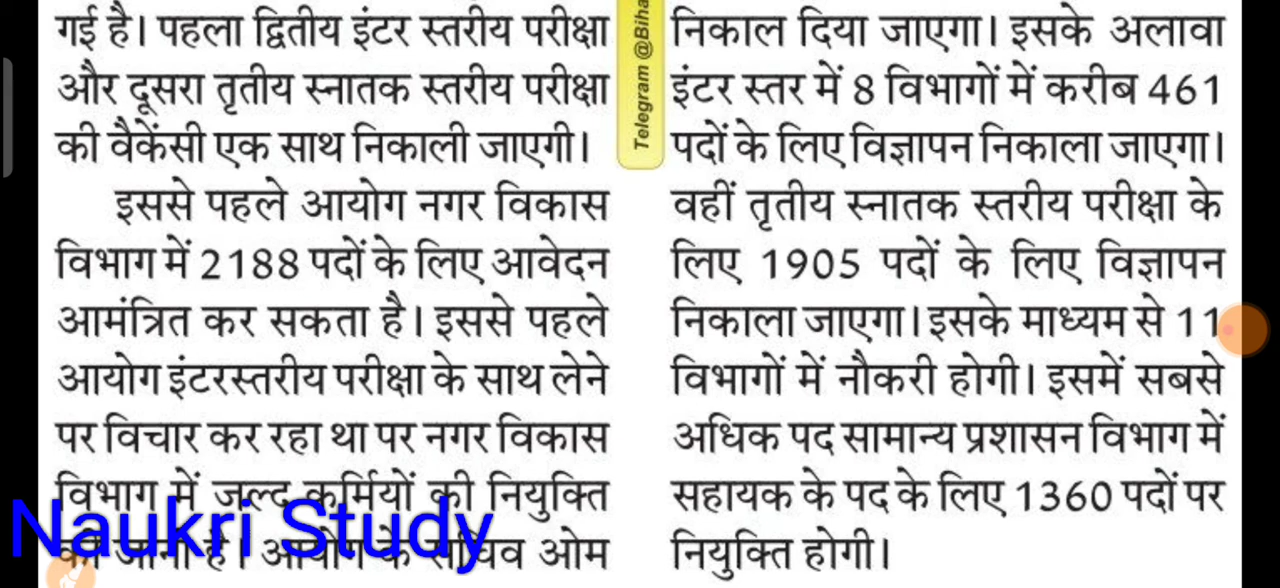 गई है। पहला द्वितीय इंटर स्तरीय परीक्षा
और दूसरा तृतीय स्नातक स्तरीय परीक्षा
की वैकेंसी एक साथ निकाली जाएगी।
इससे पहले आयोग नगर विकास
विभाग में 2188 पदों के लिए आवेदन
आमंत्रित कर सकता है। इससे पहले
आयोग इंटरस्तरीय परीक्षा के साथ लेने
पर विचार कर रहा था पर नगर विकास
विभाग में जल्द कर्मियों की नियुक्ति
की जानी है। आयोग के सचिव ओम
Naukri Study
Telegram @Biha
निकाल दिया जाएगा। इसके अलावा
इंटर स्तर में 8 विभागों में करीब 461
पदों के लिए विज्ञापन निकाला जाएगा।
वहीं तृतीय स्नातक स्तरीय परीक्षा के
लिए 1905 पदों के लिए विज्ञापन
निकाला जाएगा। इसके माध्यम से 11
विभागों में नौकरी होगी। इसमें सबसे
अधिक पद सामान्य प्रशासन विभाग में
सहायक के पद के लिए 1360 पदों पर
नियुक्ति होगी।